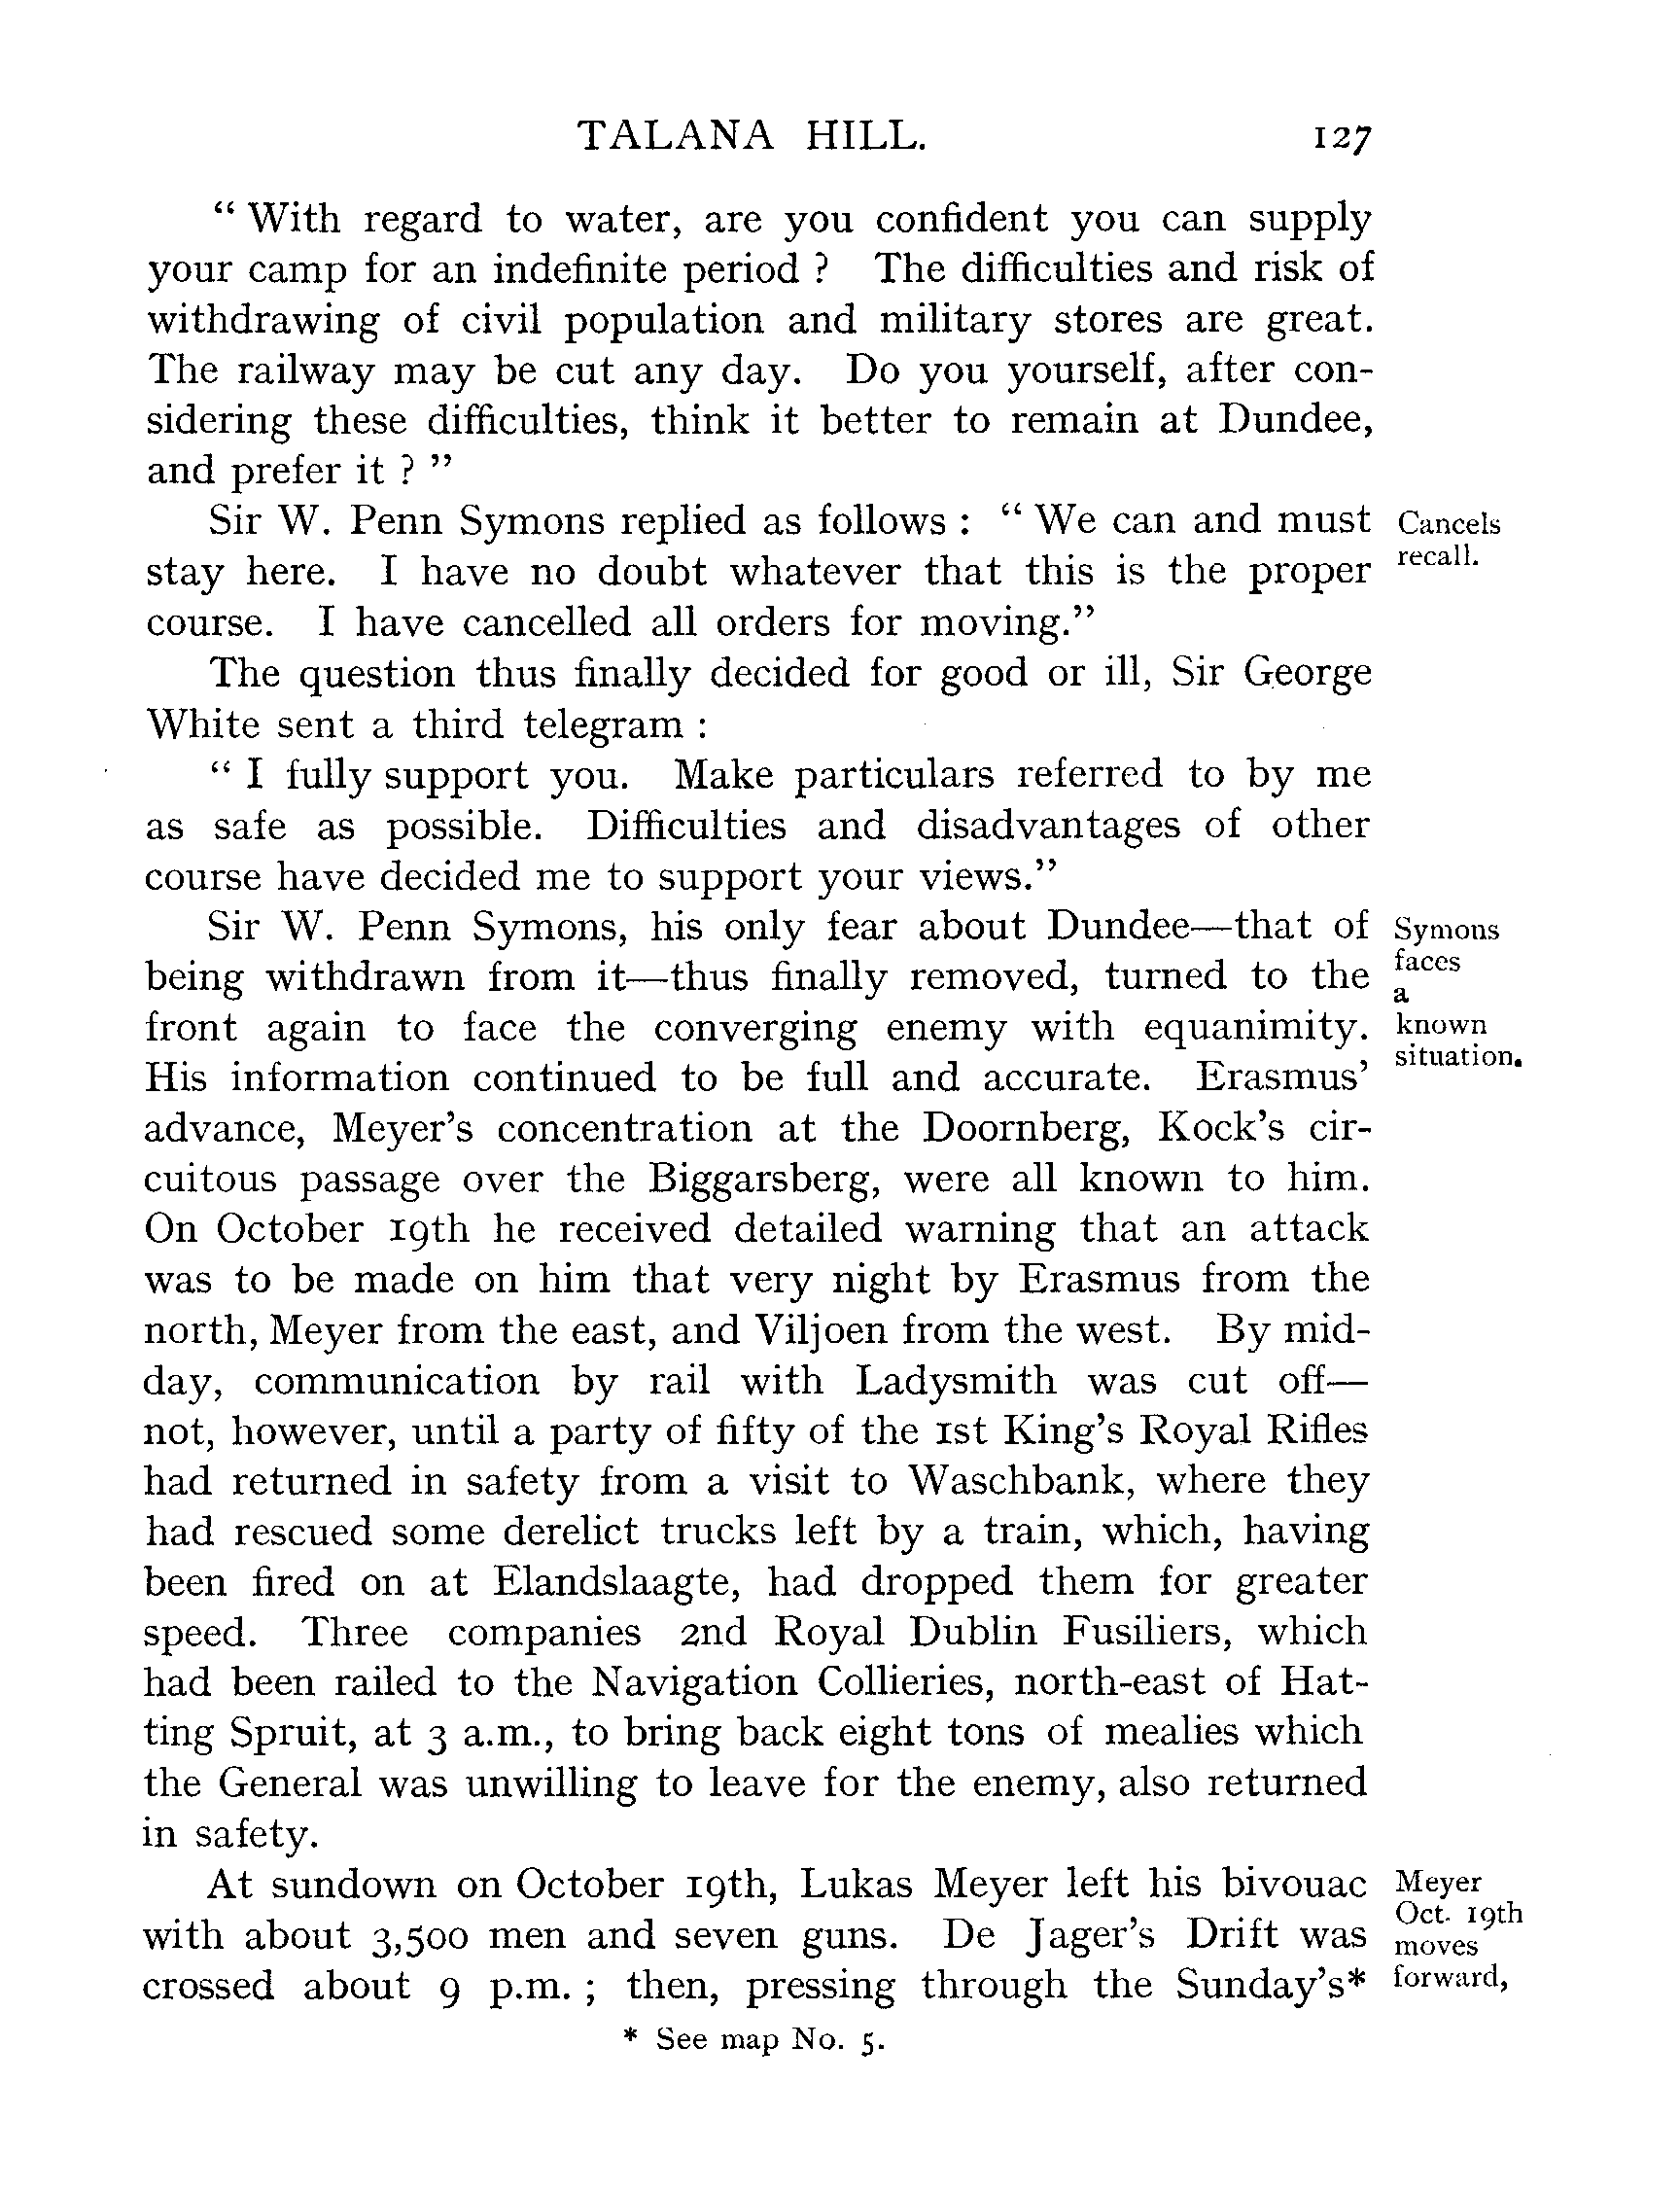 TALANA HILL. 127
“ With regard to water, are you confident you can supply
your camp for an indefinite period ? The difficulties and risk of
withdrawing of civil population and military stores are great.
The railway may be cut any day. Do you yourself, after con-
sidering these difficulties, think it better to remain at Dundee,
and prefer it ? ”
Sir W. Penn Symons replied as follows : “ We can and must
stay here. I have no doubt whatever that this is the proper
course. I have cancelled all orders for moving.”
Cancels
recall.
The question thus finally decided for good or ill, Sir George
White sent a third telegram :
“ I fully support you. Make particulars referred to by me
as safe as possible. Difficulties and disadvantages of other
course have decided me to support your views.”
Sir W. Penn Symons, his only fear about Dundee—that of
being withdrawn from it—thus finally removed, turned to the
front again to face the converging enemy with equanimity.
His information continued to be full and accurate. Erasmus’
advance, Meyer’s concentration at the Doornberg, Kock’s cir-
cuitous passage over the Biggarsberg, were all known to him.
On October 19th he received detailed warning that an attack
was to be made on him that very night by Erasmus from the
north, Meyer from the east, and Viljoen from the west. By mid-
day, communication by rail with Ladysmith was cut off—
not, however, until a party of fifty of the 1st King’s Royal Rifles
had returned in safety from a visit to Waschbank, where they
had rescued some derelict trucks left by a train, which, having
been fired on at Elandslaagte, had dropped them for greater
speed. Three companies 2nd Royal Dublin Fusiliers, which
had been railed to the Navigation Collieries, north-east of Hat-
ting Spruit, at 3 a.m., to bring back eight tons of mealies which
the General was unwilling to leave for the enemy, also returned
in safety.
Symons
faces
a
known
situation.
At sundown on October 19th, Lukas Meyer left his bivouac
with about 3,500 men and seven guns. De Jager’s Drift was
crossed about 9 p.m. ; then, pressing through the Sunday’s*
Meyer
Oct. 19th
moves
forward,
* See map No. 5.